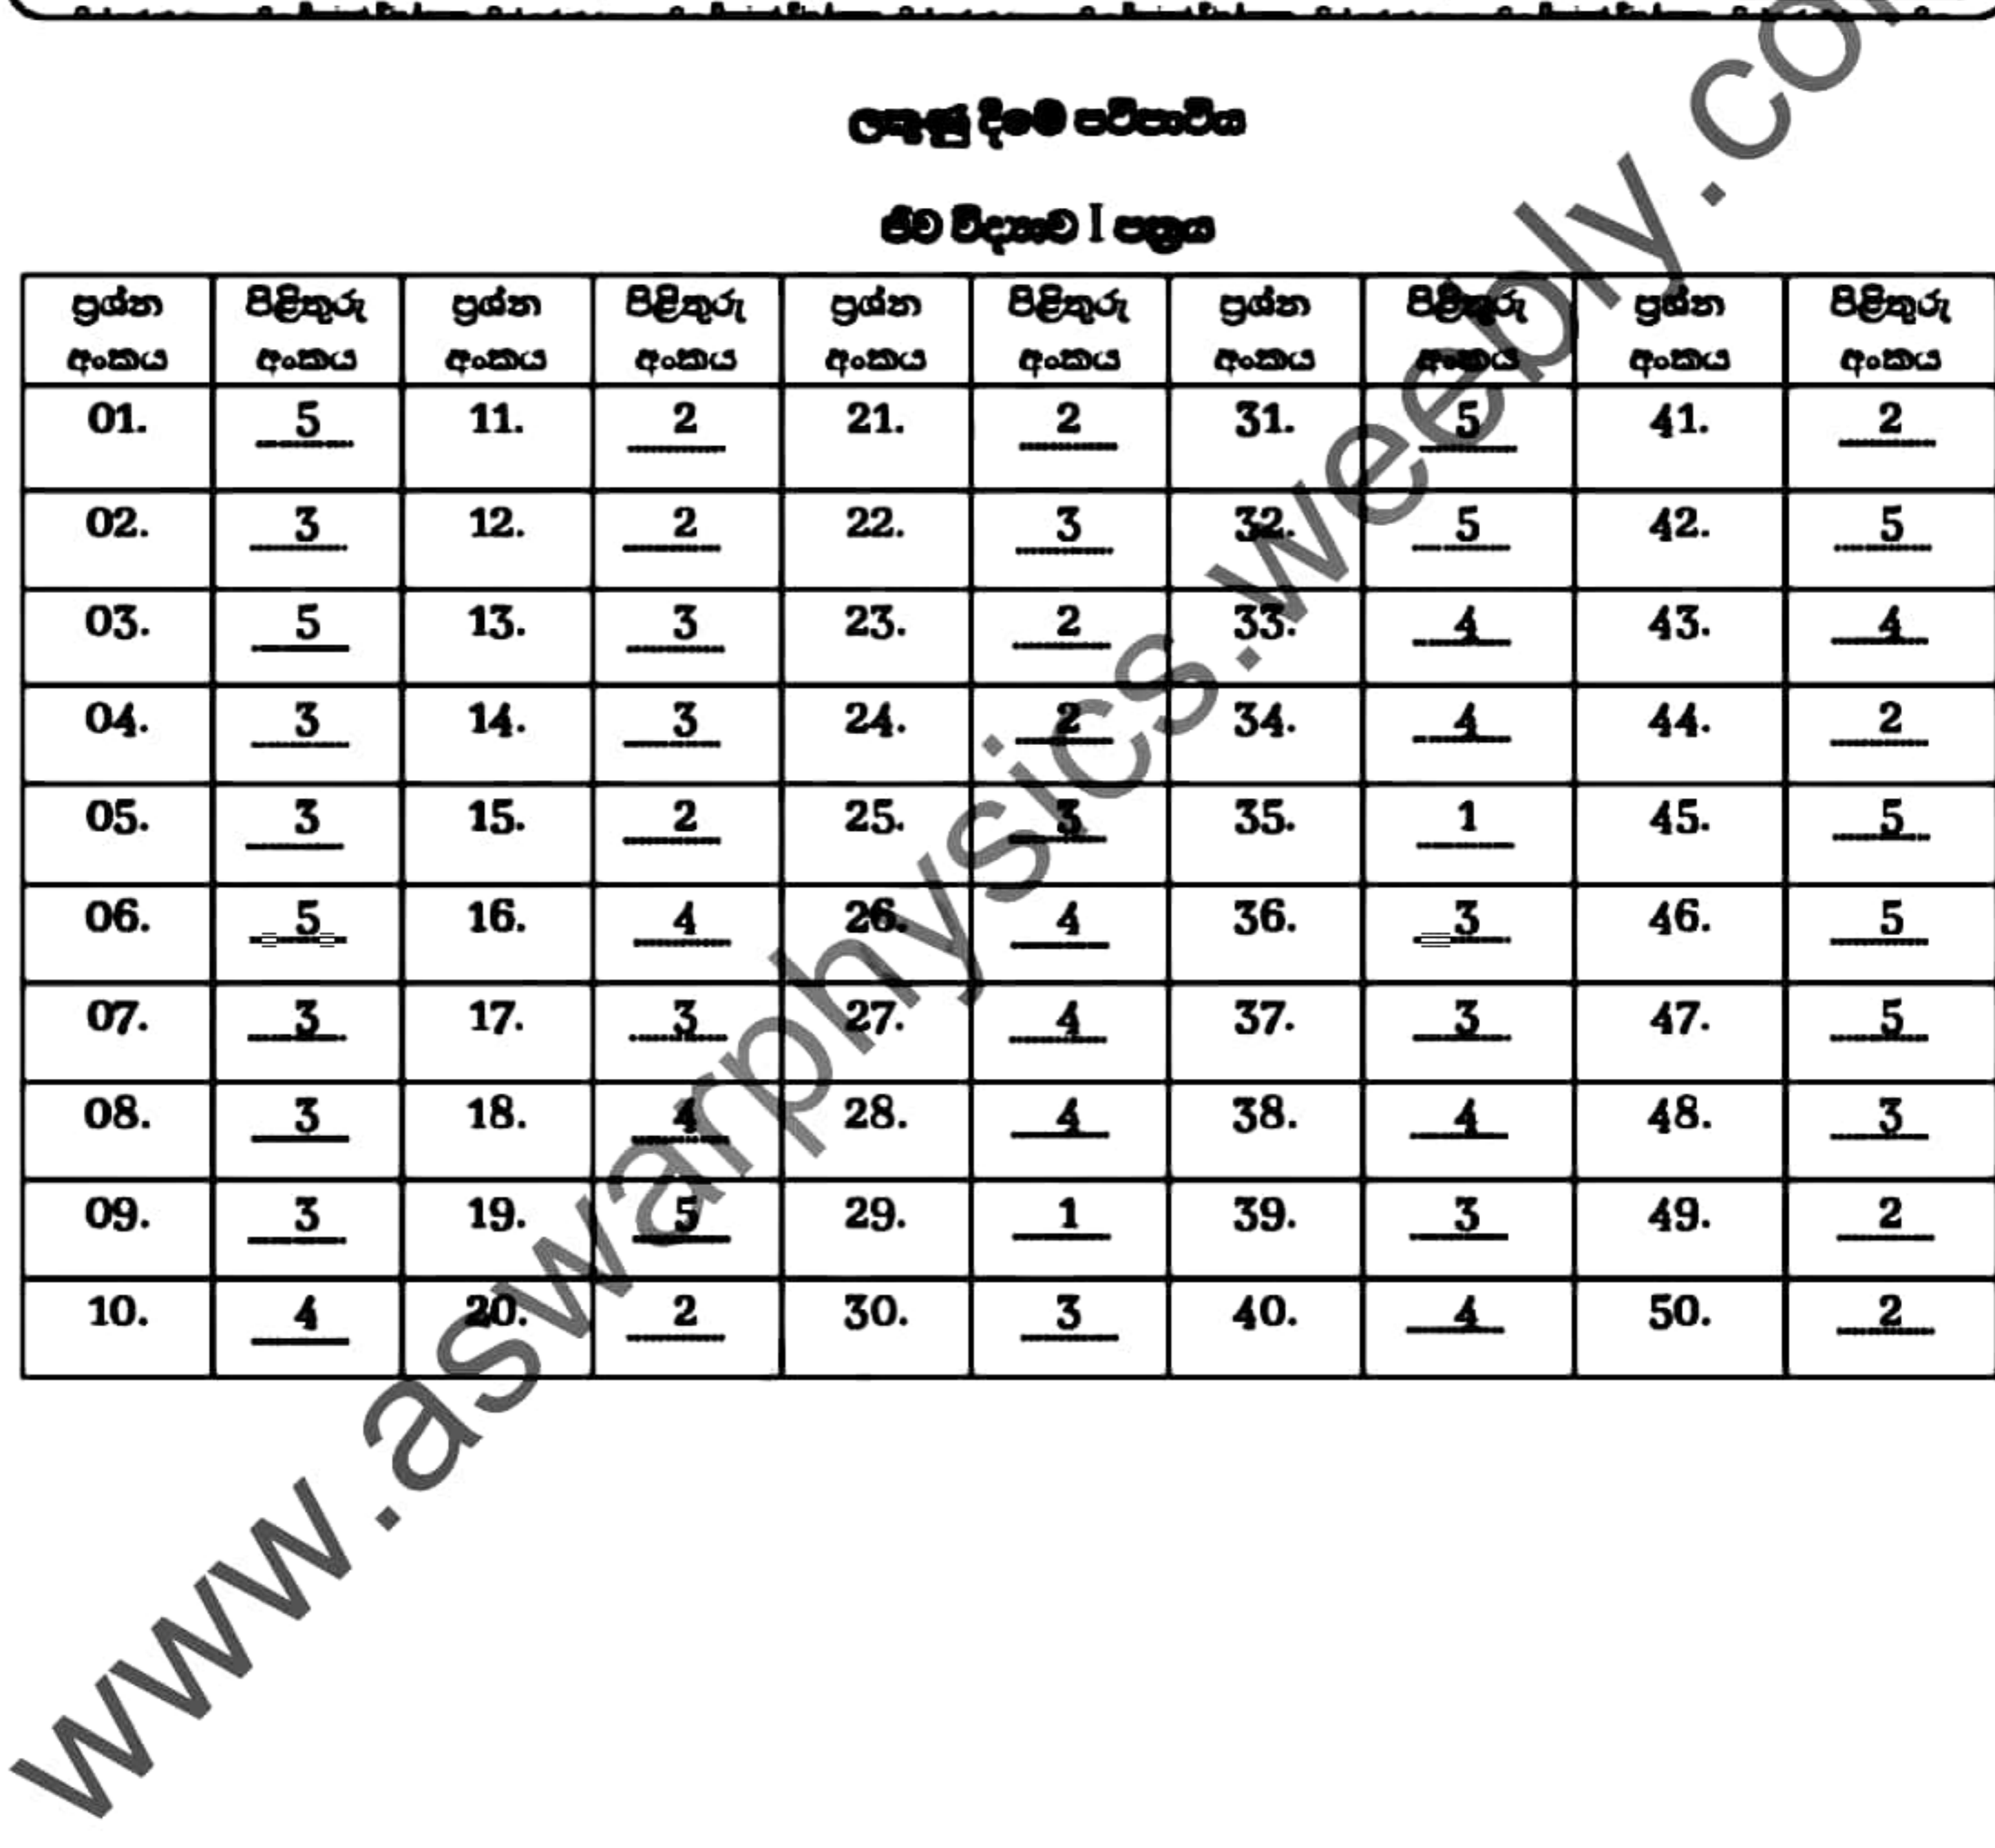 ලකුණු දීමේ පටිපාටිය
ජීව විද්‍යාව I පත්‍රය
ප්‍රශ්න අංකය පිළිතුරු අංකය ප්‍රශ්න අංකය පිළිතුරු අංකය ප්‍රශ්න අංකය පිළිතුරු අංකය ප්‍රශ්න අංකය පිළිතුරු අංකය ප්‍රශ්න අංකය පිළිතුරු අංකය
01. 5 11. 2 21. 2 31. 5 41. 2
02. 3 12. 2 22. 3 32. 5 42. 5
03. 5 13. 3 23. 2 33. 4 43. 4
04. 3 14. 3 24. 2 34. 4 44. 2
05. 3 15. 2 25. 3 35. 1 45. 5
06. 5 16. 4 26. 4 36. 3 46. 5
07. 3 17. 3 27. 4 37. 3 47. 5
08. 3 18. 4 28. 4 38. 4 48. 3
09. 3 19. 5 29. 1 39. 3 49. 2
10. 4 20. 2 30. 3 40. 4 50. 2
www.aswarphysics.weebly.co